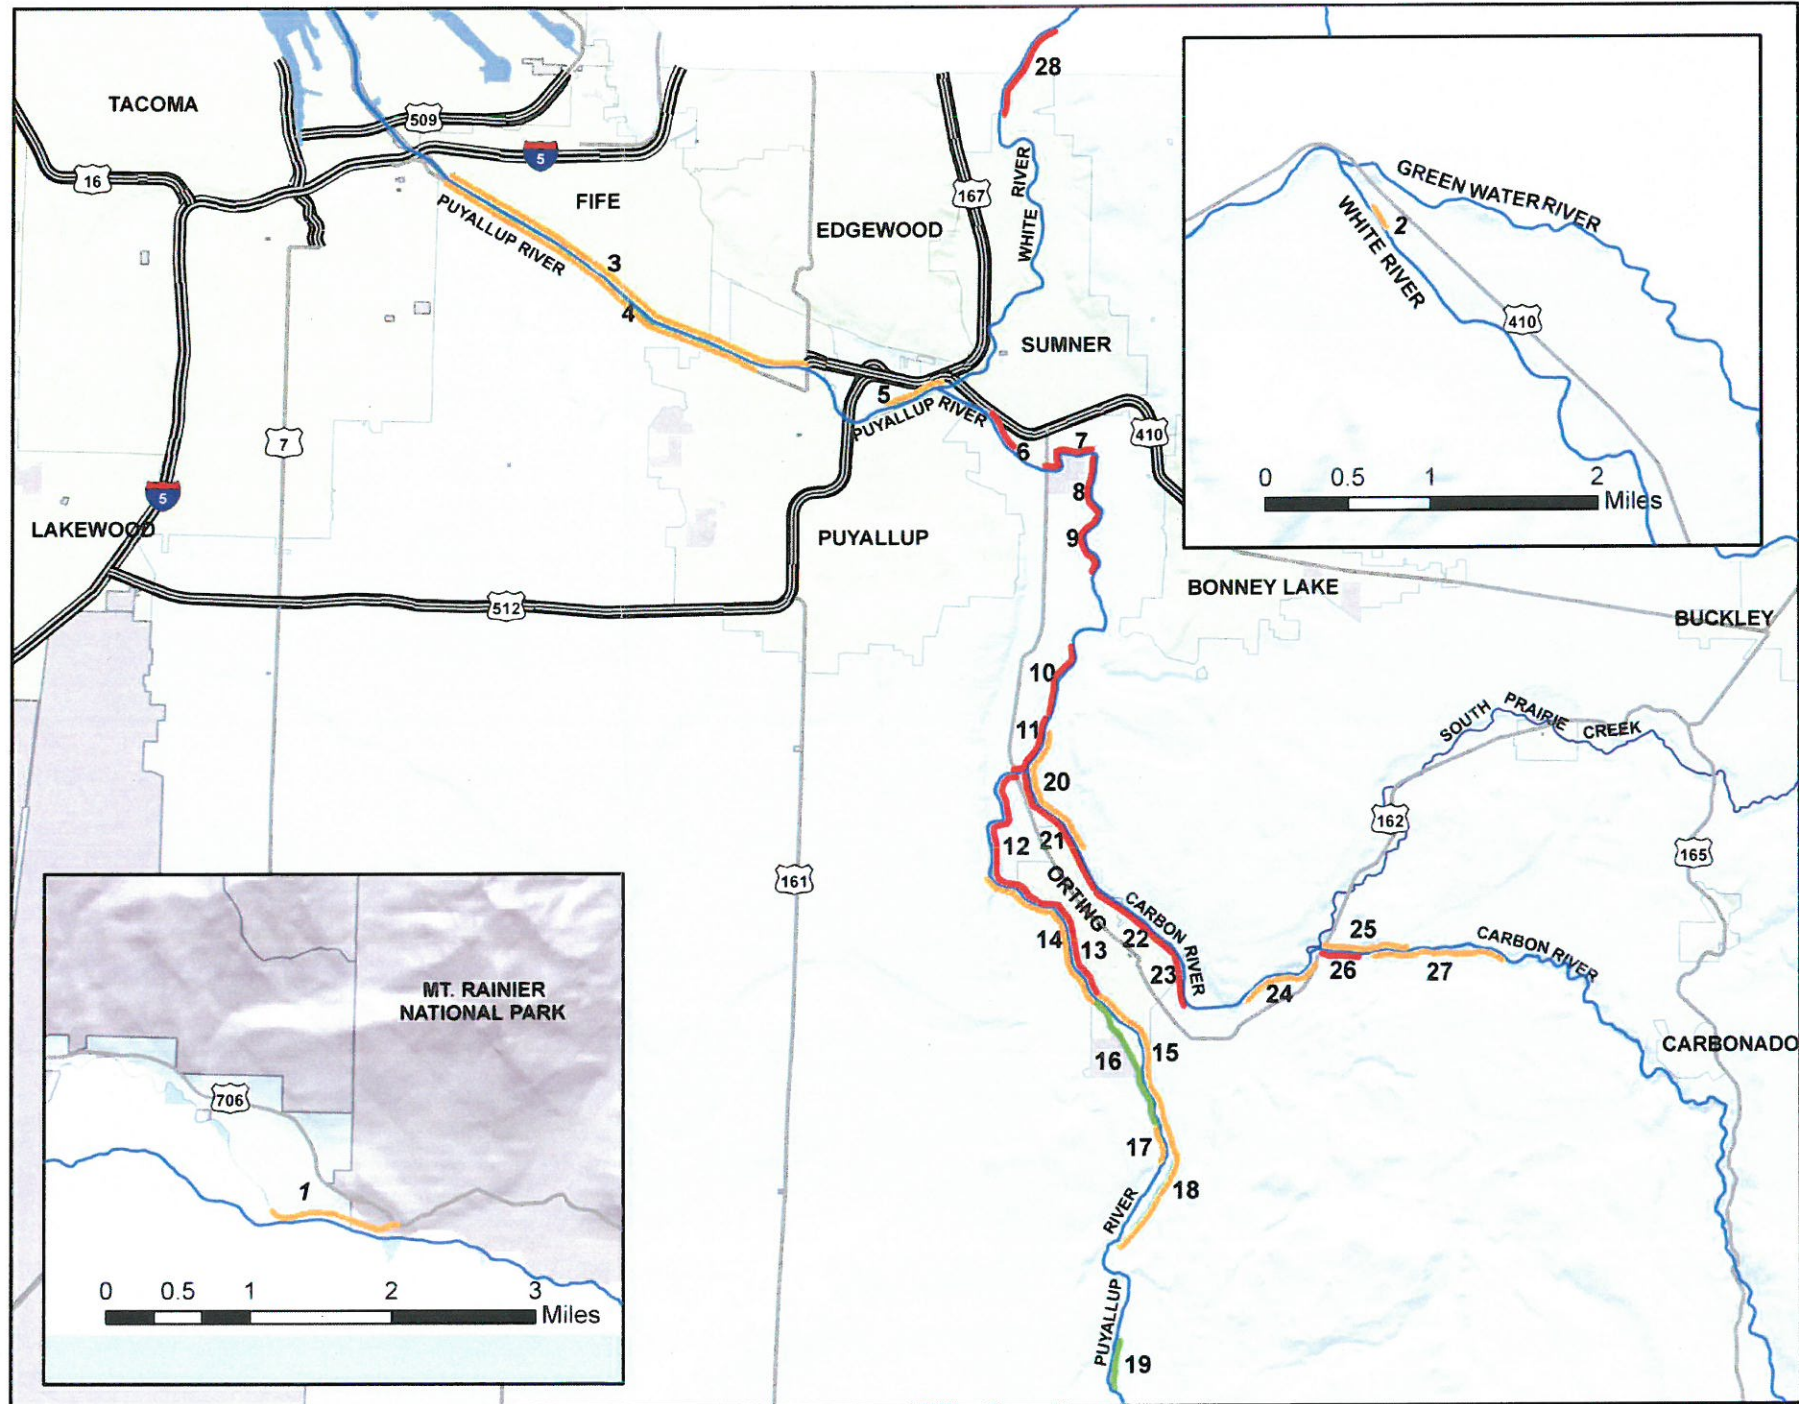 28
TACOMA
509
5
16
FIFE
167
WHITE RIVER
EDGEWOOD
PUYALLUP RIVER
3
4
SUMNER
5
PUYALLUP RIVER
6
7
410
7
8
5
LAKEWOOD
PUYALLUP
9
512
BONNEY LAKE
BUCKLEY
10
11
SOUTH PRAIRIE CREEK
20
162
12
21
165
161
ORTING
CARBON RIVER
14
13
22
23
25
26
27
24
CARBON RIVER
CARBONADO
15
16
17
18
RIVER
PUYALLUP
19
GREEN WATER RIVER
2
WHITE RIVER
410
0 0.5 1 2
Miles
MT. RAINIER
NATIONAL PARK
706
1
0 0.5 1 2 3
Miles